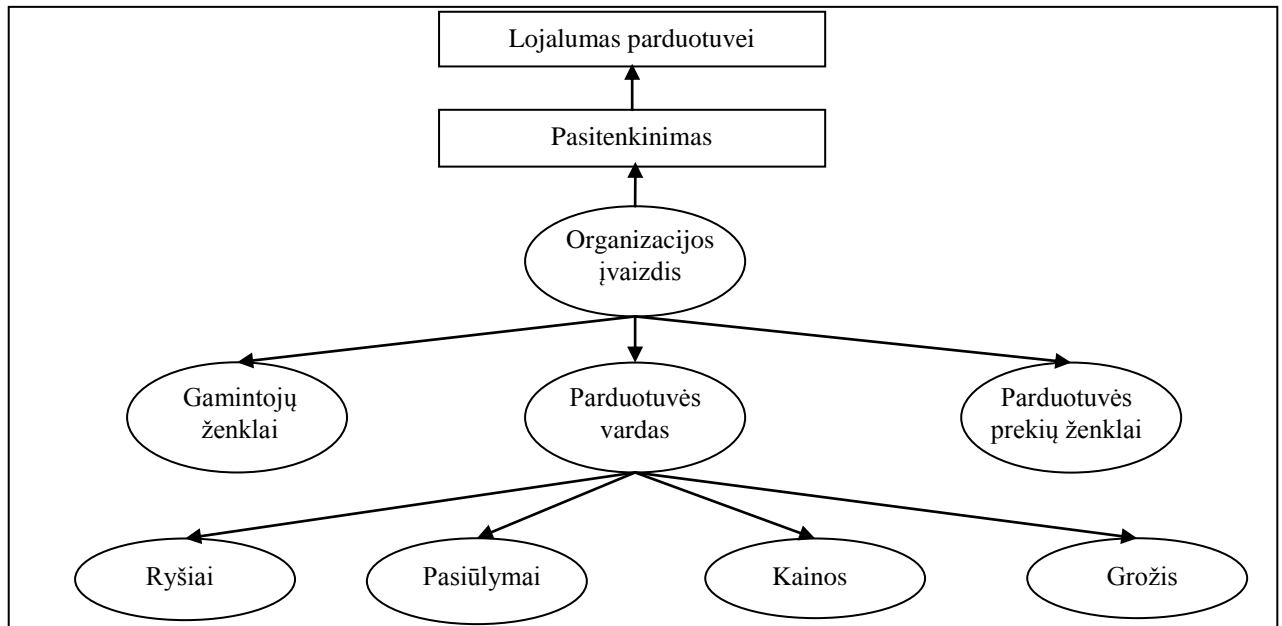 Lojalumas parduotuvei
Pasitenkinimas
Organizacijos
įvaizdis
Gamintojų
ženklai
Parduotuvės
vardas
Parduotuvės
prekių ženklai
Ryšiai
Pasiūlymai
Kainos
Grožis